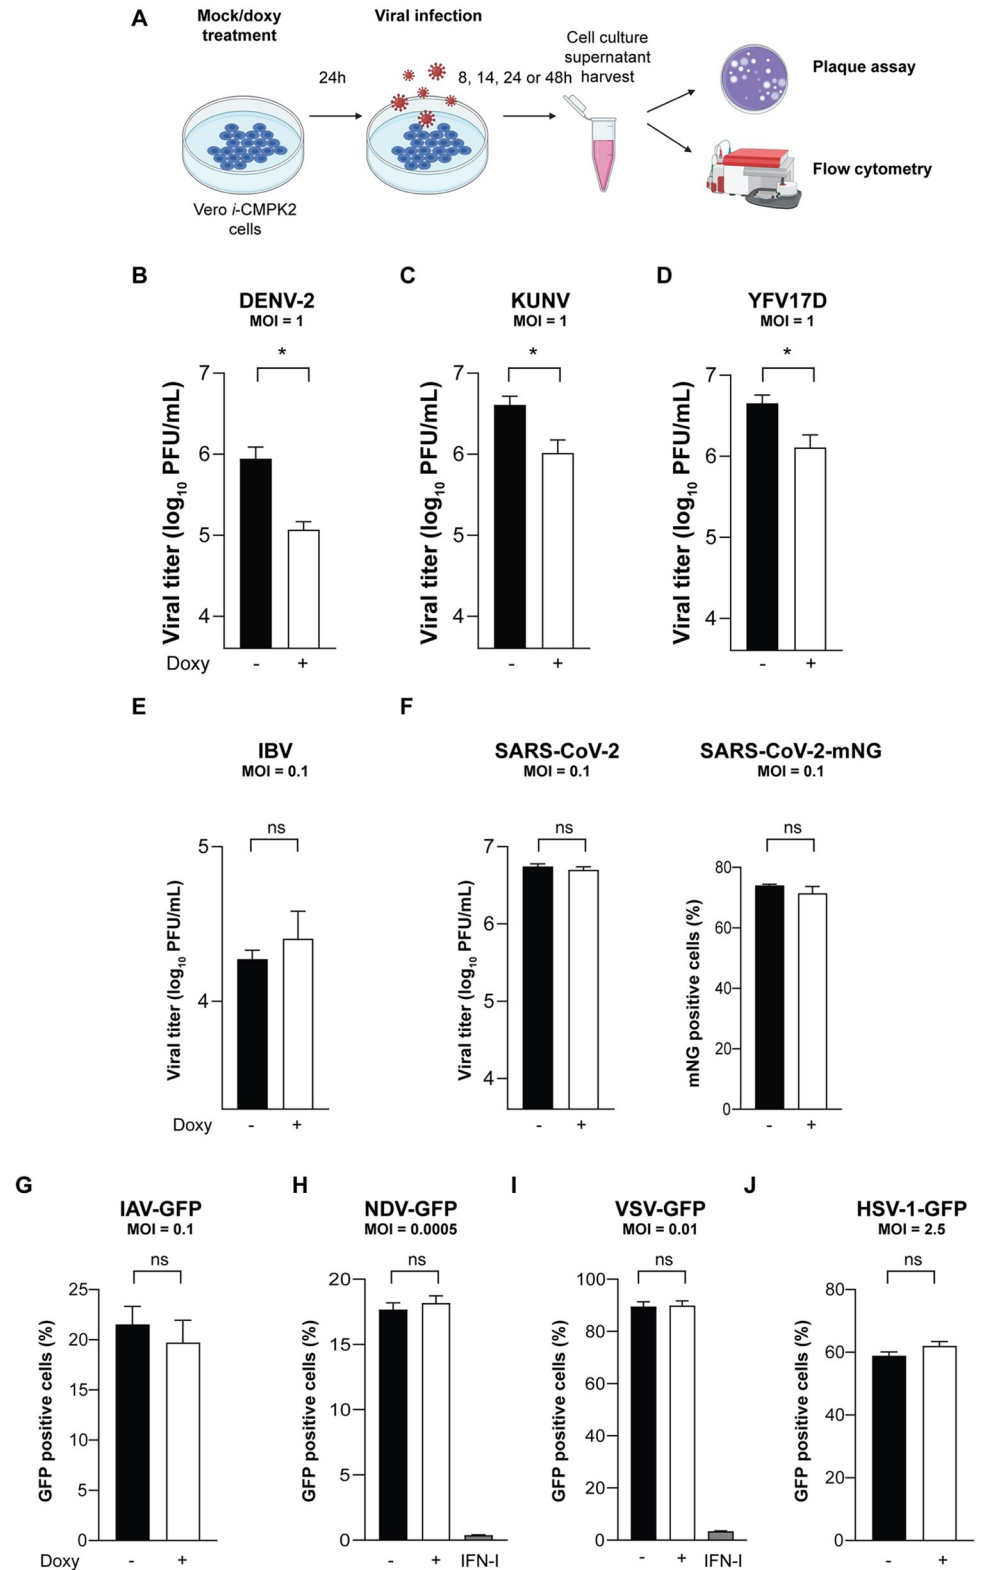 A
Mock/doxy
treatment
Viral infection
24h
8, 14, 24 or 48h
Cell culture
supernatant
harvest
Plaque assay
Flow cytometry
Vero i-CMPK2
cells
B
DENV-2
MOI = 1
*
Viral titer (log10 PFU/mL)
7
6
5
4
Doxy - +
C
KUNV
MOI = 1
*
Viral titer (log10 PFU/mL)
7
6
5
4
- +
D
YFV17D
MOI = 1
*
Viral titer (log10 PFU/mL)
7
6
5
4
- +
E
IBV
MOI = 0.1
ns
Viral titer (log10 PFU/mL)
5
4
Doxy - +
F
SARS-CoV-2
MOI = 0.1
ns
Viral titer (log10 PFU/mL)
7
6
5
4
- +
SARS-CoV-2-mNG
MOI = 0.1
ns
mNG positive cells (%)
80
60
40
20
0
- +
G
IAV-GFP
MOI = 0.1
ns
GFP positive cells (%)
25
20
15
10
5
0
Doxy - +
H
NDV-GFP
MOI = 0.0005
ns
GFP positive cells (%)
20
15
10
5
0
- + IFN-I
I
VSV-GFP
MOI = 0.01
ns
GFP positive cells (%)
100
80
60
40
20
0
- + IFN-I
J
HSV-1-GFP
MOI = 2.5
ns
GFP positive cells (%)
80
60
40
20
0
- +